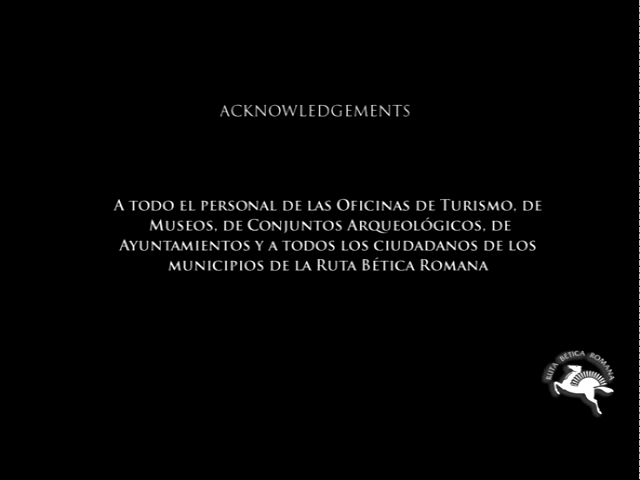 ACKNOWLEDGEMENTS
A TODO EL PERSONAL DE LAS OFICINAS DE TURISMO, DE
MUSEOS, DE CONJUNTOS ARQUEOLÓGICOS, DE
AYUNTAMIENTOS Y A TODOS LOS CIUDADANOS DE LOS
MUNICIPIOS DE LA RUTA BÉTICA ROMANA
RUTA BÉTICA ROMANA